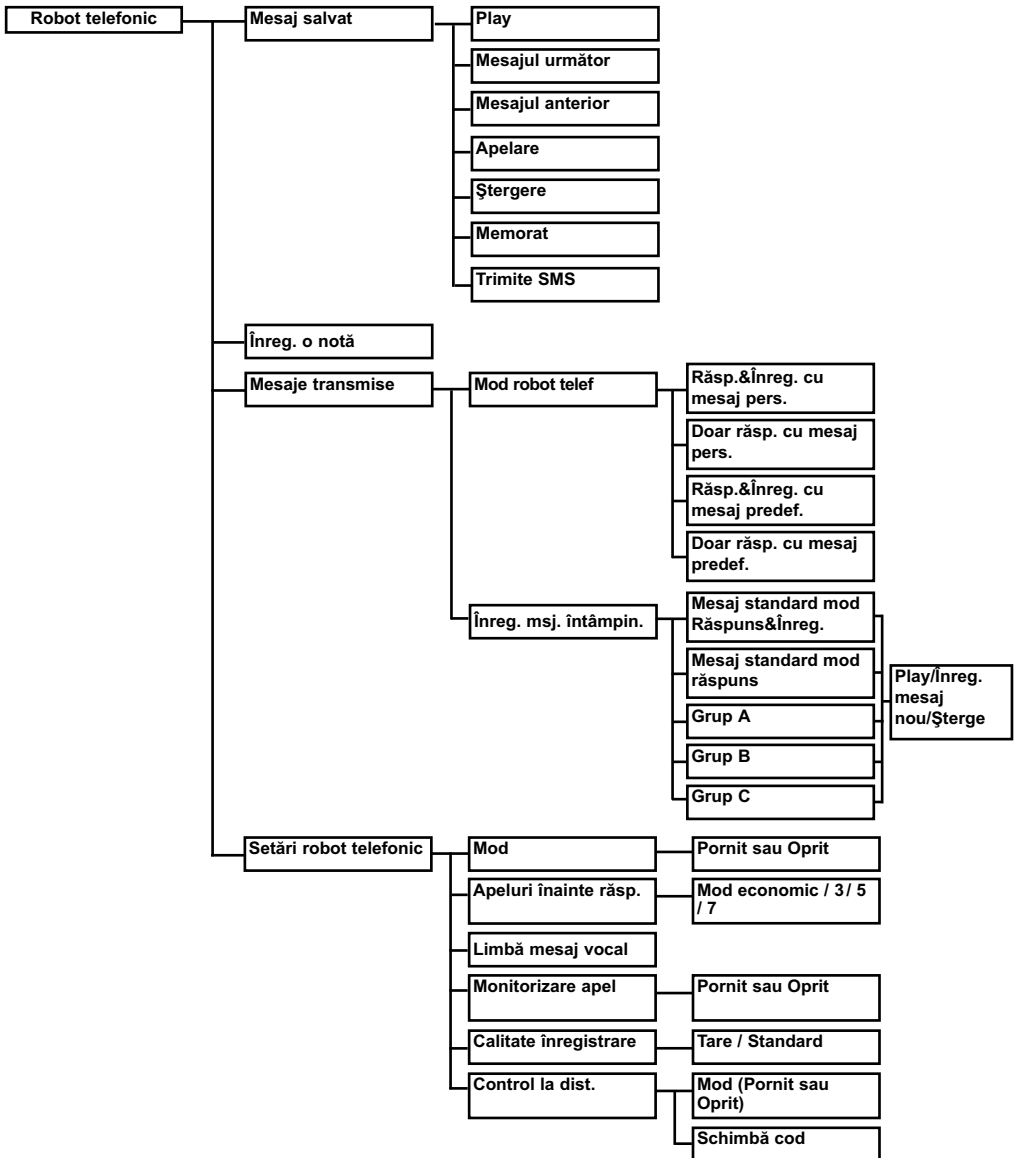 Robot telefonic
Mesaj salvat
Play
Mesajul următor
Mesajul anterior
Apelare
Ştergere
Memorat
Trimite SMS
Înreg. o notă
Mesaje transmise
Mod robot telef
Răsp.&Înreg. cu
mesaj pers.
Doar răsp. cu mesaj
pers.
Răsp.&Înreg. cu
mesaj predef.
Doar răsp. cu mesaj
predef.
Înreg. msj. întâmpin.
Mesaj standard mod
Răspuns&Înreg.
Mesaj standard mod
răspuns
Grup A
Grup B
Grup C
Play/Înreg.
mesaj
nou/Şterge
Setări robot telefonic
Mod
Pornit sau Oprit
Apeluri înainte răsp.
Mod economic / 3/ 5
/ 7
Limbă mesaj vocal
Monitorizare apel
Pornit sau Oprit
Calitate înregistrare
Tare / Standard
Control la dist.
Mod (Pornit sau
Oprit)
Schimbă cod